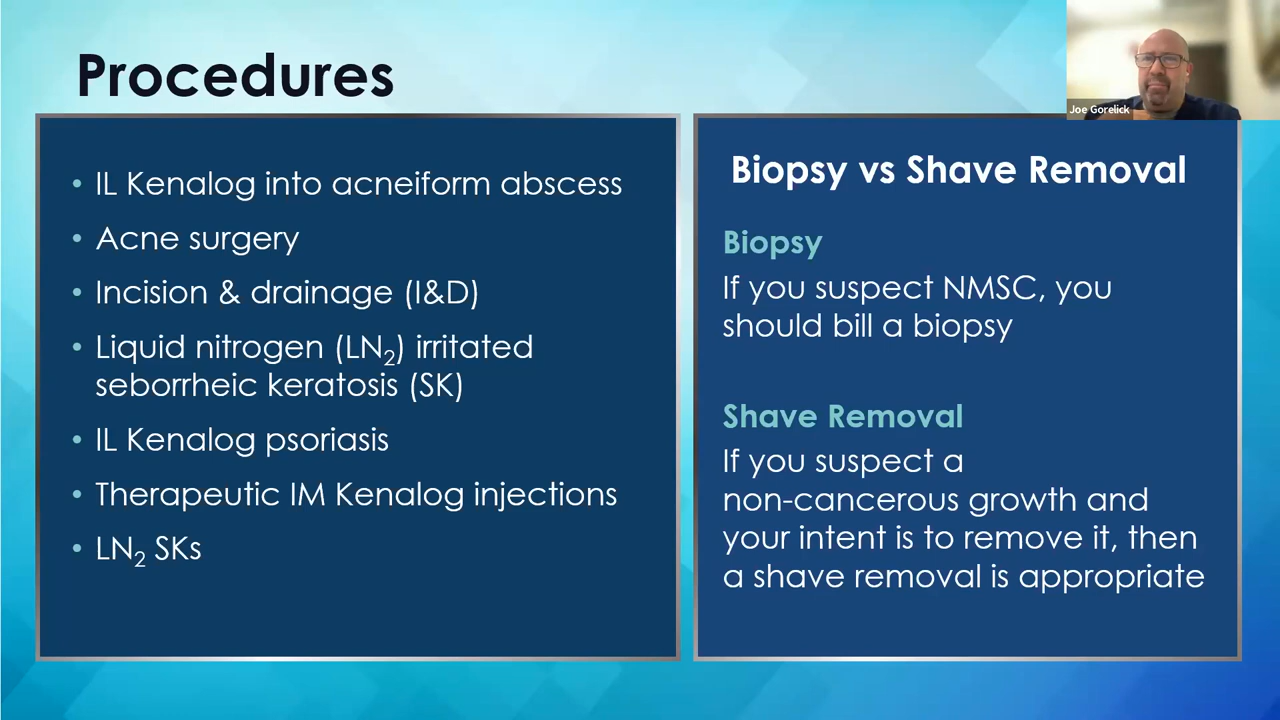 Procedures
Joe Gorelick
• IL Kenalog into acneiform abscess
• Acne surgery
• Incision & drainage (I&D)
• Liquid nitrogen (LN₂) irritated
seborrheic keratosis (SK)
• IL Kenalog psoriasis
• Therapeutic IM Kenalog injections
• LN₂ SKs
Biopsy vs Shave Removal
Biopsy
If you suspect NMSC, you
should bill a biopsy
Shave Removal
If you suspect a
non-cancerous growth and
your intent is to remove it, then
a shave removal is appropriate